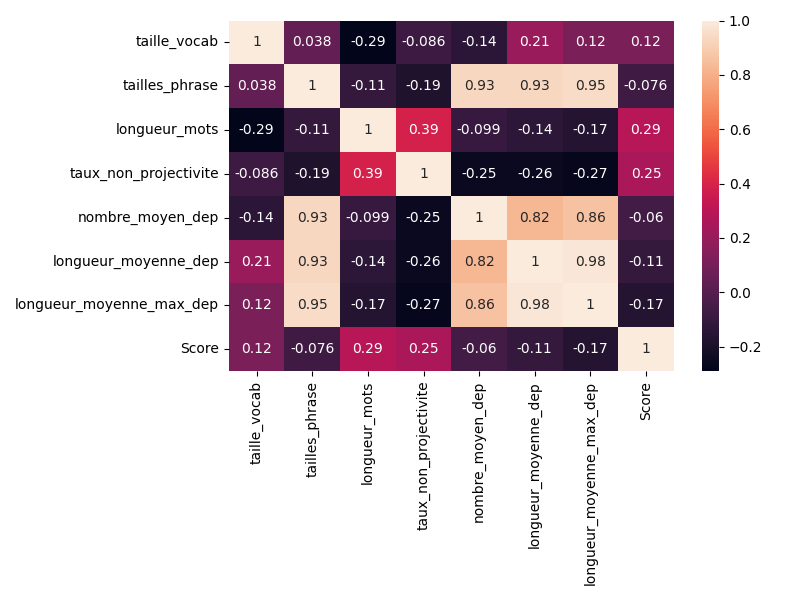 taille_vocab 1 0.038 -0.29 -0.086 -0.14 0.21 0.12 0.12
tailles_phrase 0.038 1 -0.11 -0.19 0.93 0.93 0.95 -0.076
longueur_mots -0.29 -0.11 1 0.39 -0.099 -0.14 -0.17 0.29
taux_non_projectivite -0.086 -0.19 0.39 1 -0.25 -0.26 -0.27 0.25
nombre_moyen_dep -0.14 0.93 -0.099 -0.25 1 0.82 0.86 -0.06
longueur_moyenne_dep 0.21 0.93 -0.14 -0.26 0.82 1 0.98 -0.11
longueur_moyenne_max_dep 0.12 0.95 -0.17 -0.27 0.86 0.98 1 -0.17
Score 0.12 -0.076 0.29 0.25 -0.06 -0.11 -0.17 1
taille_vocab
tailles_phrase
longueur_mots
taux_non_projectivite
nombre_moyen_dep
longueur_moyenne_dep
longueur_moyenne_max_dep
Score
1.0
0.8
0.6
0.4
0.2
0.0
−0.2